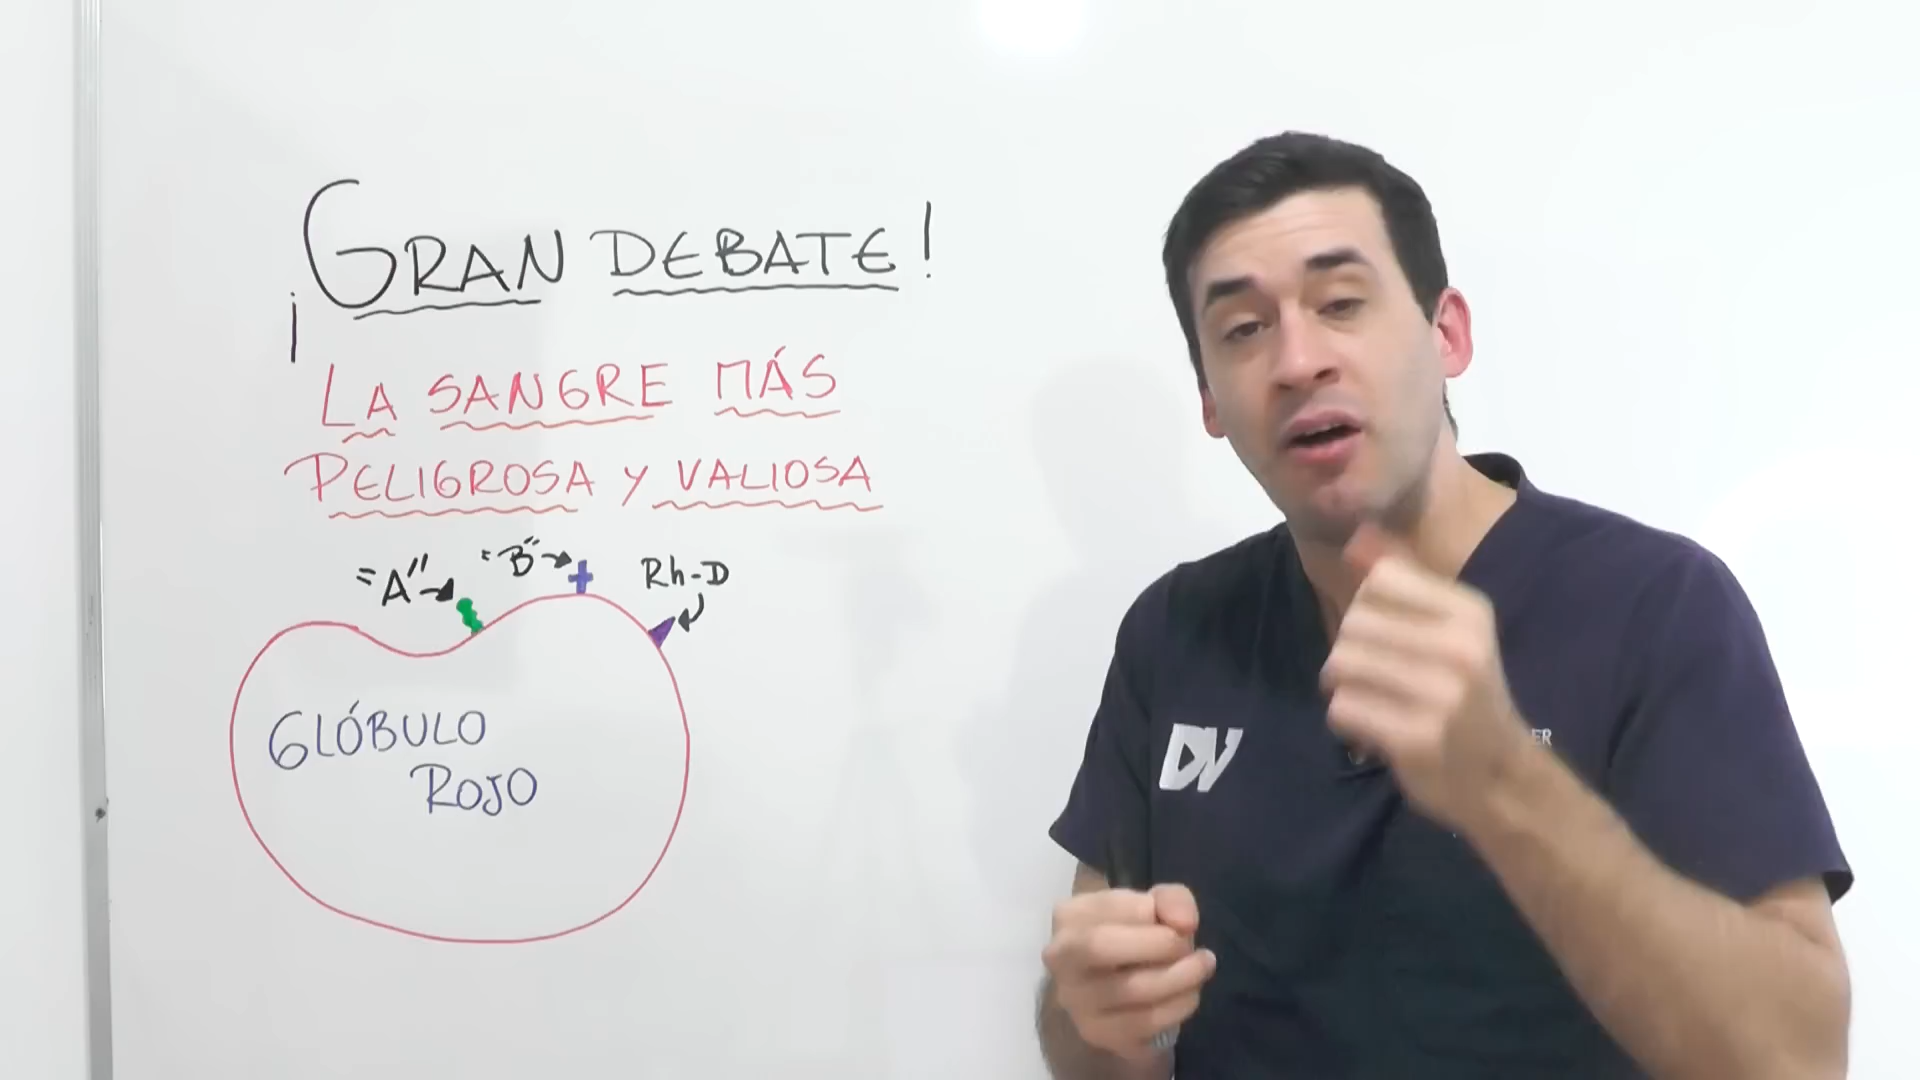 ¡GRAN DEBATE!
LA SANGRE MÁS
PELIGROSA Y VALIOSA
"A" "B" Rh-D
GLÓBULO
ROJO
DV